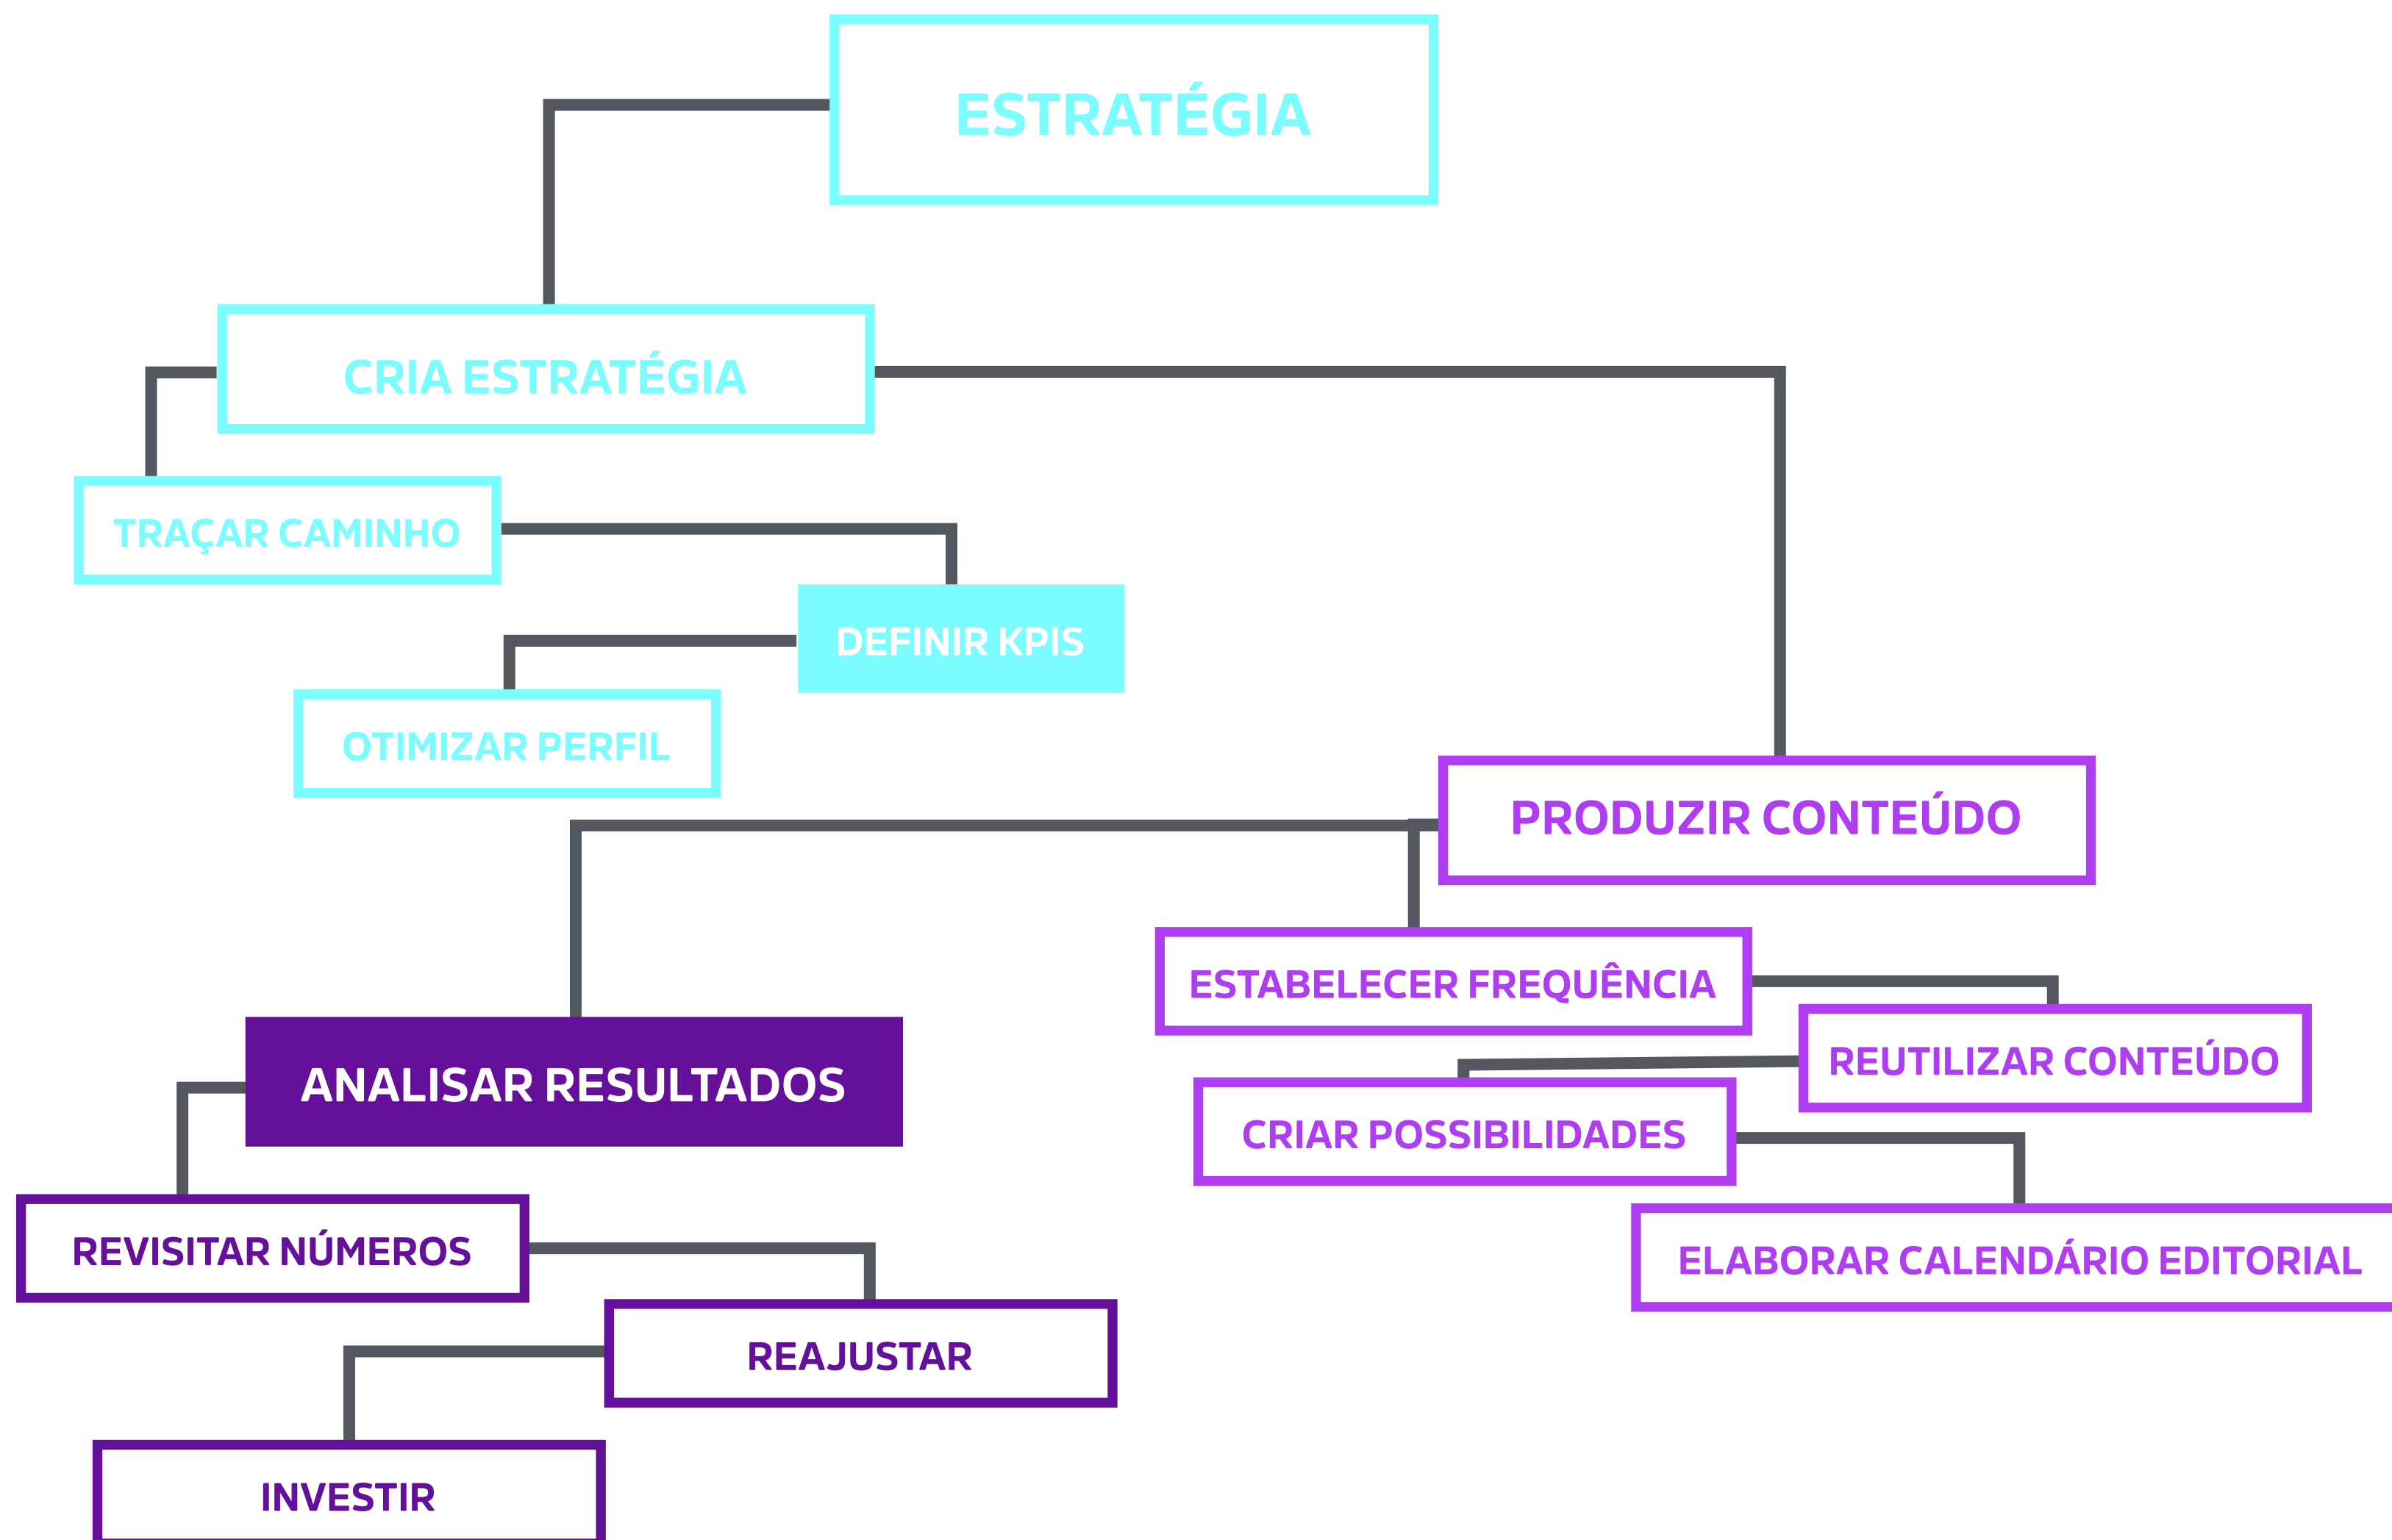 ESTRATÉGIA
CRIA ESTRATÉGIA
TRAÇAR CAMINHO
DEFINIR KPIS
OTIMIZAR PERFIL
PRODUZIR CONTEÚDO
ESTABELECER FREQUÊNCIA
REUTILIZAR CONTEÚDO
CRIAR POSSIBILIDADES
ELABORAR CALENDÁRIO EDITORIAL
ANALISAR RESULTADOS
REVISITAR NÚMEROS
REAJUSTAR
INVESTIR